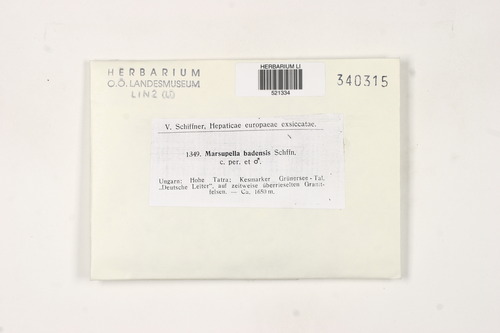 HERBARIUM
O.Ö. LANDESMUSEUM
LINZ (LI)
HERBARIUM LI
521334
340315
V. Schiffner, Hepaticae europaeae exsiccatae.
1349. Marsupella badensis Schffn.
c. per. et ♂.
Ungarn: Hohe Tatra; Kesmarker Grünersee-Tal,
„Deutsche Leiter", auf zeitweise überrieselten Granit-
felsen. — Ca. 1650 m.